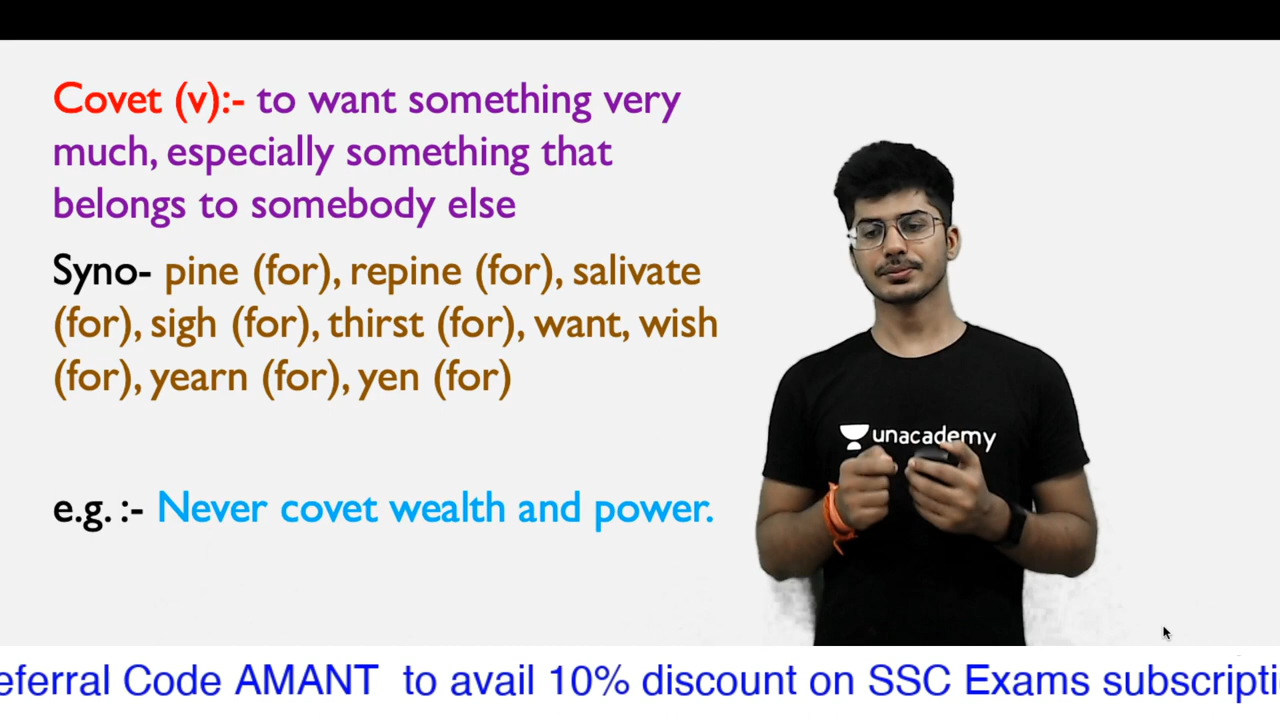 Covet (v):- to want something very
much, especially something that
belongs to somebody else
Syno- pine (for), repine (for), salivate
(for), sigh (for), thirst (for), want, wish
(for), yearn (for), yen (for)
e.g. :- Never covet wealth and power.
unacademy
eferral Code AMANT to avail 10% discount on SSC Exams subscripti